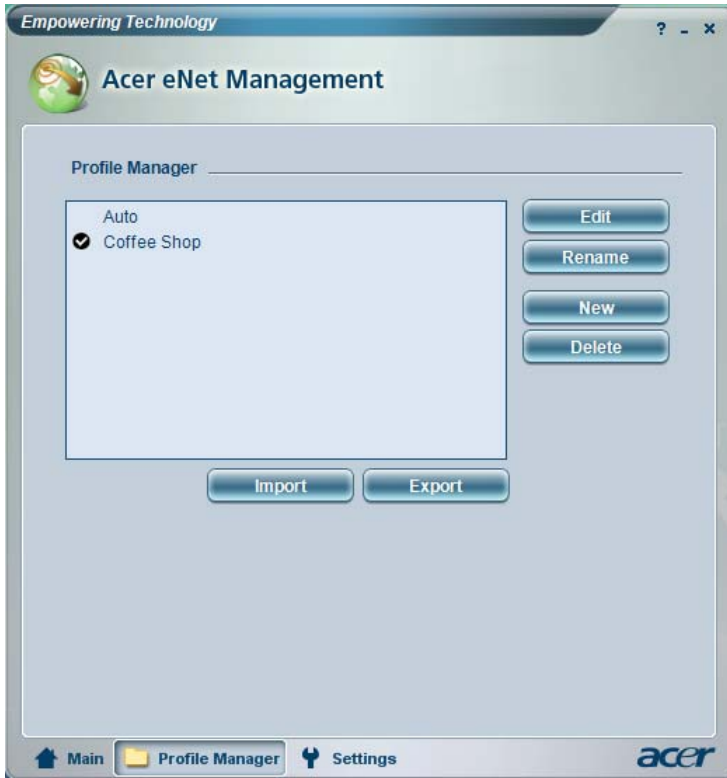 Empowering Technology
? - ×
Acer eNet Management
Profile Manager
Auto
Coffee Shop
Edit
Rename
New
Delete
Import Export
Main Profile Manager Settings acer